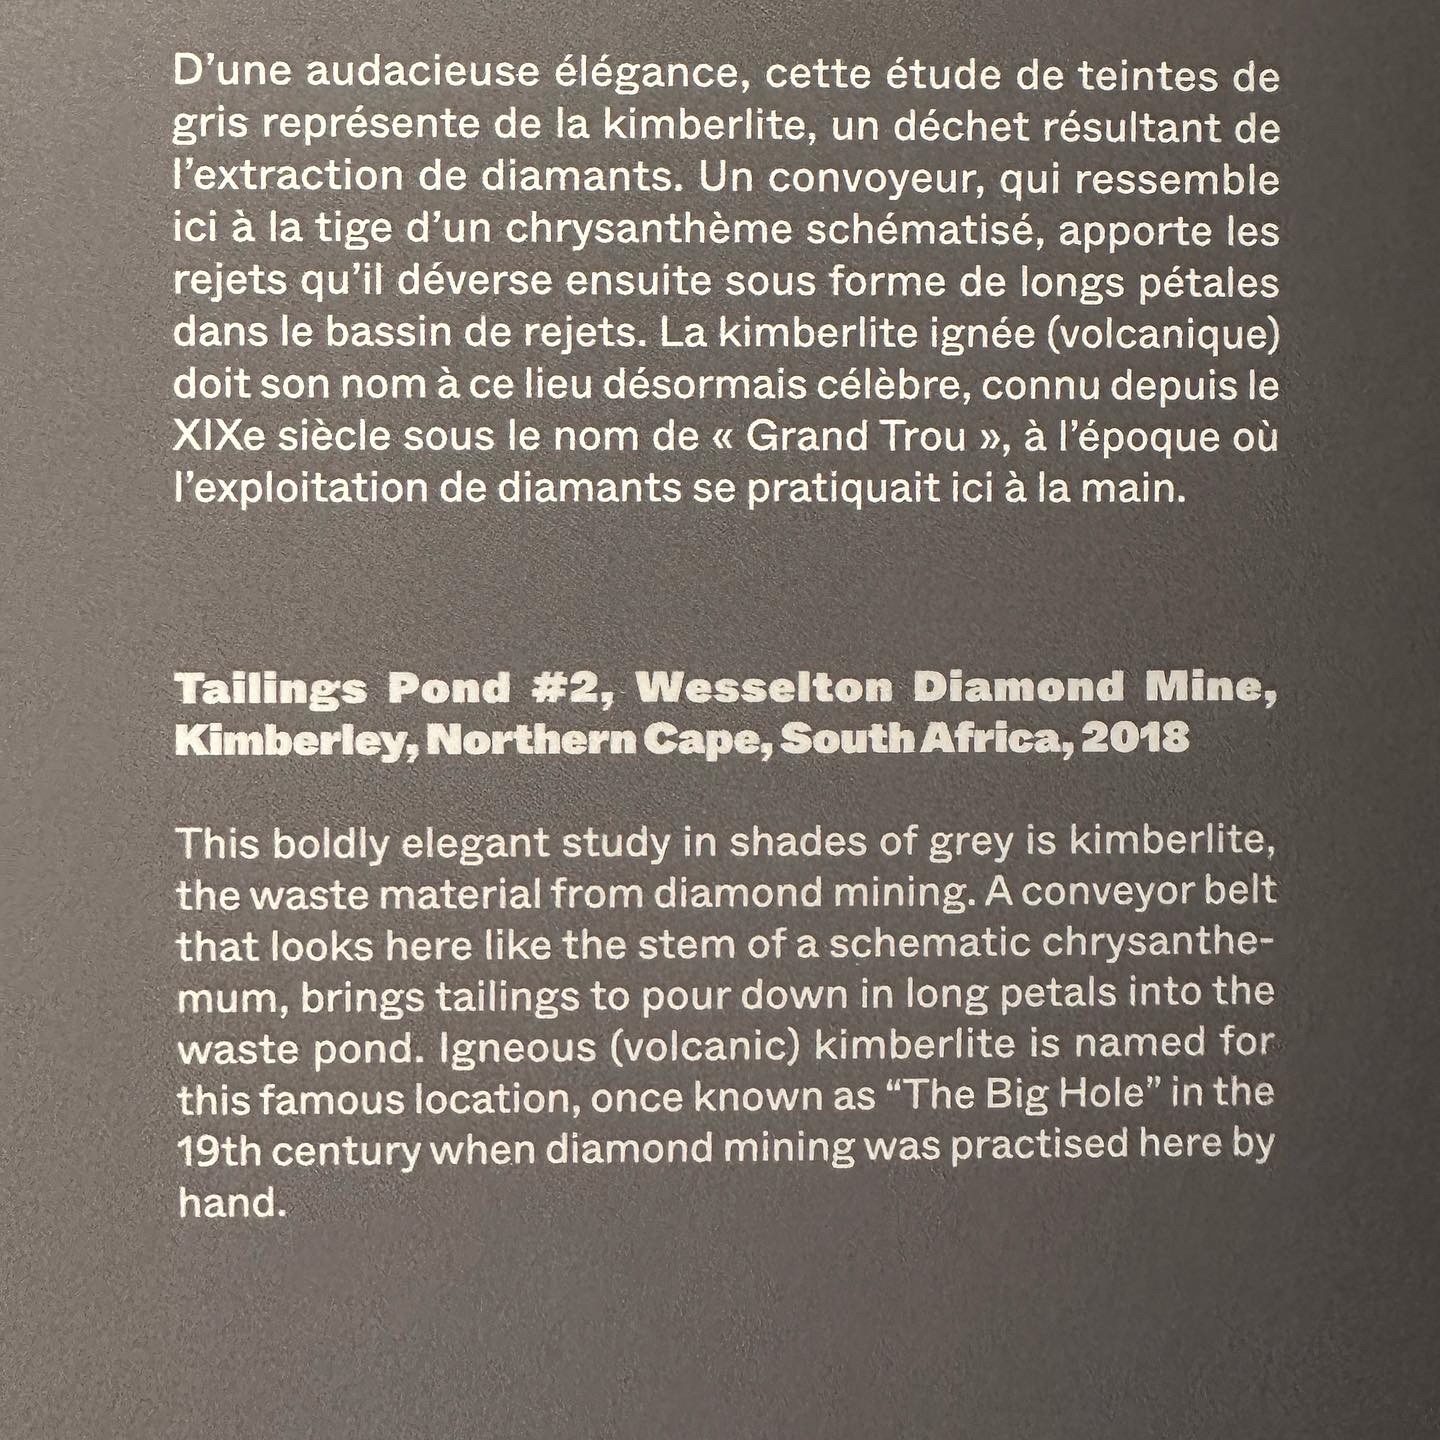 D’une audacieuse élégance, cette étude de teintes de
gris représente de la kimberlite, un déchet résultant de
l’extraction de diamants. Un convoyeur, qui ressemble
ici à la tige d’un chrysanthème schématisé, apporte les
rejets qu’il déverse ensuite sous forme de longs pétales
dans le bassin de rejets. La kimberlite ignée (volcanique)
doit son nom à ce lieu désormais célèbre, connu depuis le
XIXe siècle sous le nom de « Grand Trou », à l’époque où
l’exploitation de diamants se pratiquait ici à la main.
Tailings Pond #2, Wesselton Diamond Mine,
Kimberley, Northern Cape, South Africa, 2018
This boldly elegant study in shades of grey is kimberlite,
the waste material from diamond mining. A conveyor belt
that looks here like the stem of a schematic chrysanthe-
mum, brings tailings to pour down in long petals into the
waste pond. Igneous (volcanic) kimberlite is named for
this famous location, once known as “The Big Hole” in the
19th century when diamond mining was practised here by
hand.